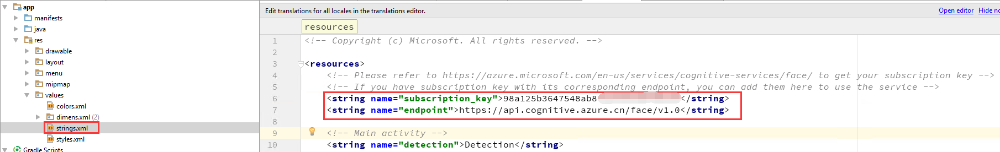 app
manifests
java
res
drawable
layout
menu
mipmap
values
colors.xml
dimens.xml (2)
strings.xml
styles.xml
Gradle Scripts
Edit translations for all locales in the translations editor.
Open editor Hide
resources
1 <!-- Copyright (c) Microsoft. All rights reserved. -->
2
3 <resources>
4 <!-- Please refer to https://azure.microsoft.com/en-us/services/cognitive-services/face/ to get your subscription key -->
5 <!-- If you have subscription key with its corresponding endpoint, you can add them here to use the service -->
6 <string name="subscription_key">98a125b3647548ab8</string>
7 <string name="endpoint">https://api.cognitive.azure.cn/face/v1.0</string>
8
9 <!-- Main activity -->
10 <string name="detection">Detection</string>